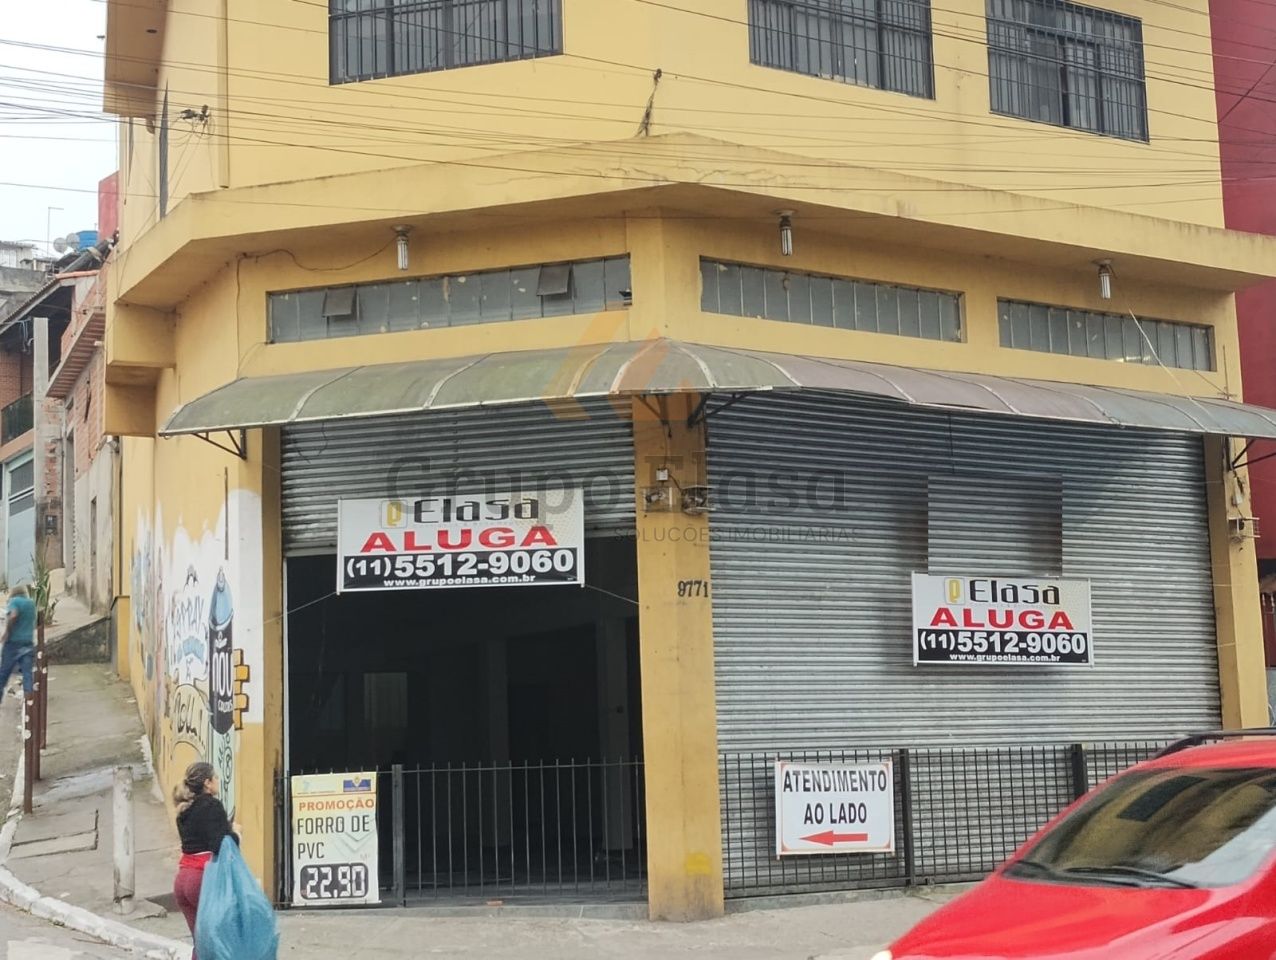 Elasa
ALUGA
(11)5512-9060
www.grupoelasa.com.br
Grupo Elasa
SOLUÇÕES IMOBILIÁRIAS
9771
Elasa
ALUGA
(11)5512-9060
www.grupoelasa.com.br
ATENDIMENTO
AO LADO
PROMOÇÃO
FORRO DE
PVC
22,90